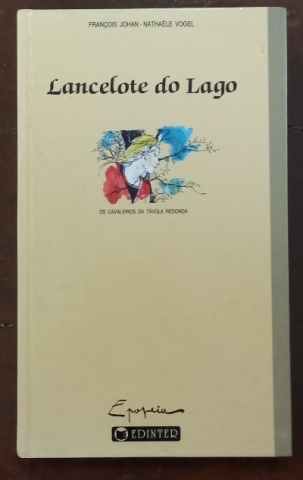 FRANÇOIS JOHAN - NATHAËLE VOGEL
Lancelote do Lago
OS CAVALEIROS DA TÁVOLA REDONDA
Epopeia
EDINTER